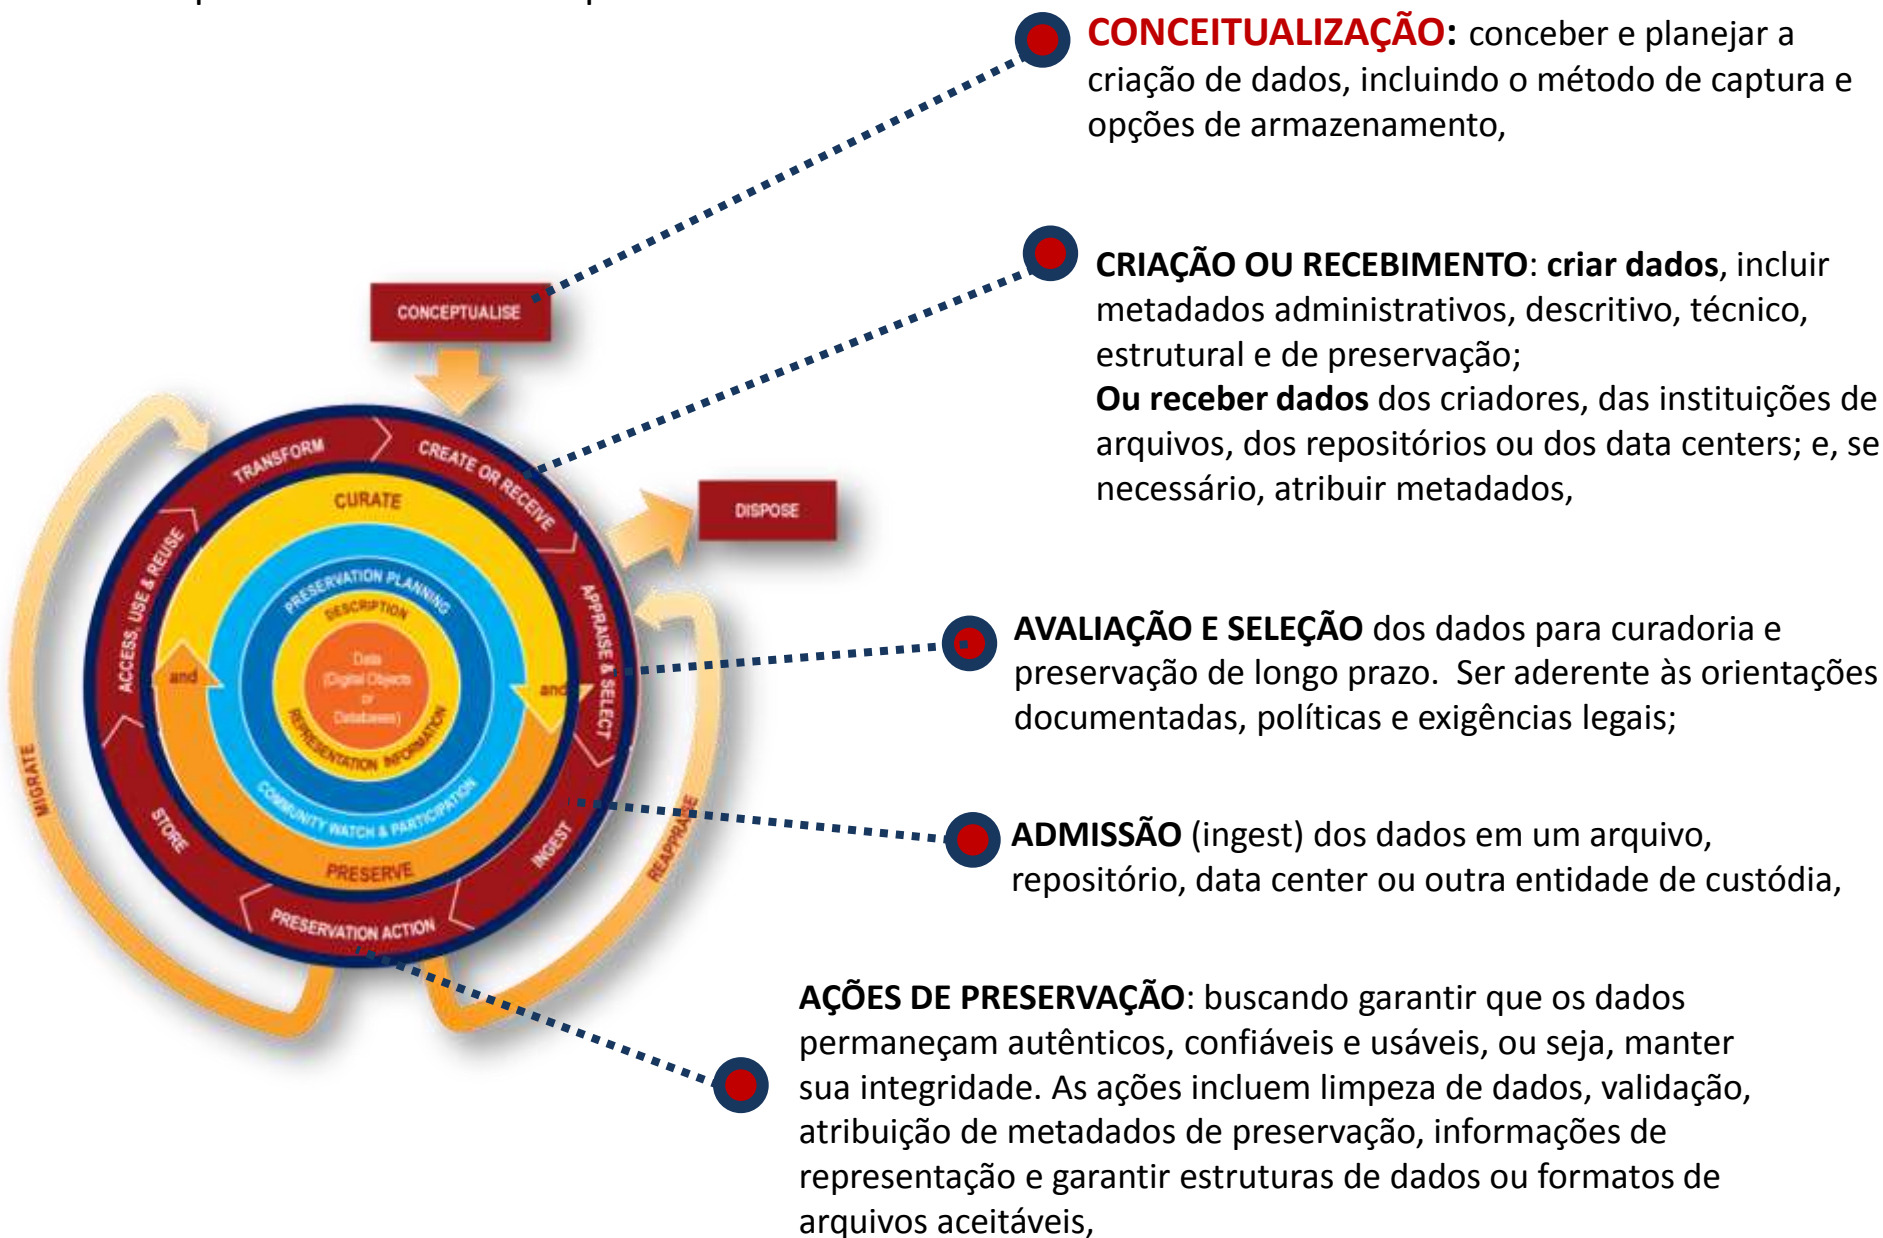 CONCEITUALIZAÇÃO: conceber e planejar a
criação de dados, incluindo o método de captura e
opções de armazenamento,
CRIAÇÃO OU RECEBIMENTO: criar dados, incluir
metadados administrativos, descritivo, técnico,
estrutural e de preservação;
Ou receber dados dos criadores, das instituições de
arquivos, dos repositórios ou dos data centers; e, se
necessário, atribuir metadados,
AVALIAÇÃO E SELEÇÃO dos dados para curadoria e
preservação de longo prazo. Ser aderente às orientações
documentadas, políticas e exigências legais;
ADMISSÃO (ingest) dos dados em um arquivo,
repositório, data center ou outra entidade de custódia,
AÇÕES DE PRESERVAÇÃO: buscando garantir que os dados
permaneçam autênticos, confiáveis e usáveis, ou seja, manter
sua integridade. As ações incluem limpeza de dados, validação,
atribuição de metadados de preservação, informações de
representação e garantir estruturas de dados ou formatos de
arquivos aceitáveis,
CONCEPTUALISE
DISPOSE
TRANSFORM
CREATE OR RECEIVE
APPRAISE & SELECT
INGEST
PRESERVATION ACTION
STORE
ACCESS, USE & REUSE
MIGRATE
REAPPRAISE
CURATE
and
and
PRESERVE
PRESERVATION PLANNING
COMMUNITY WATCH & PARTICIPATION
DESCRIPTION
REPRESENTATION INFORMATION
Data
(Digital Objects
or
Databases)